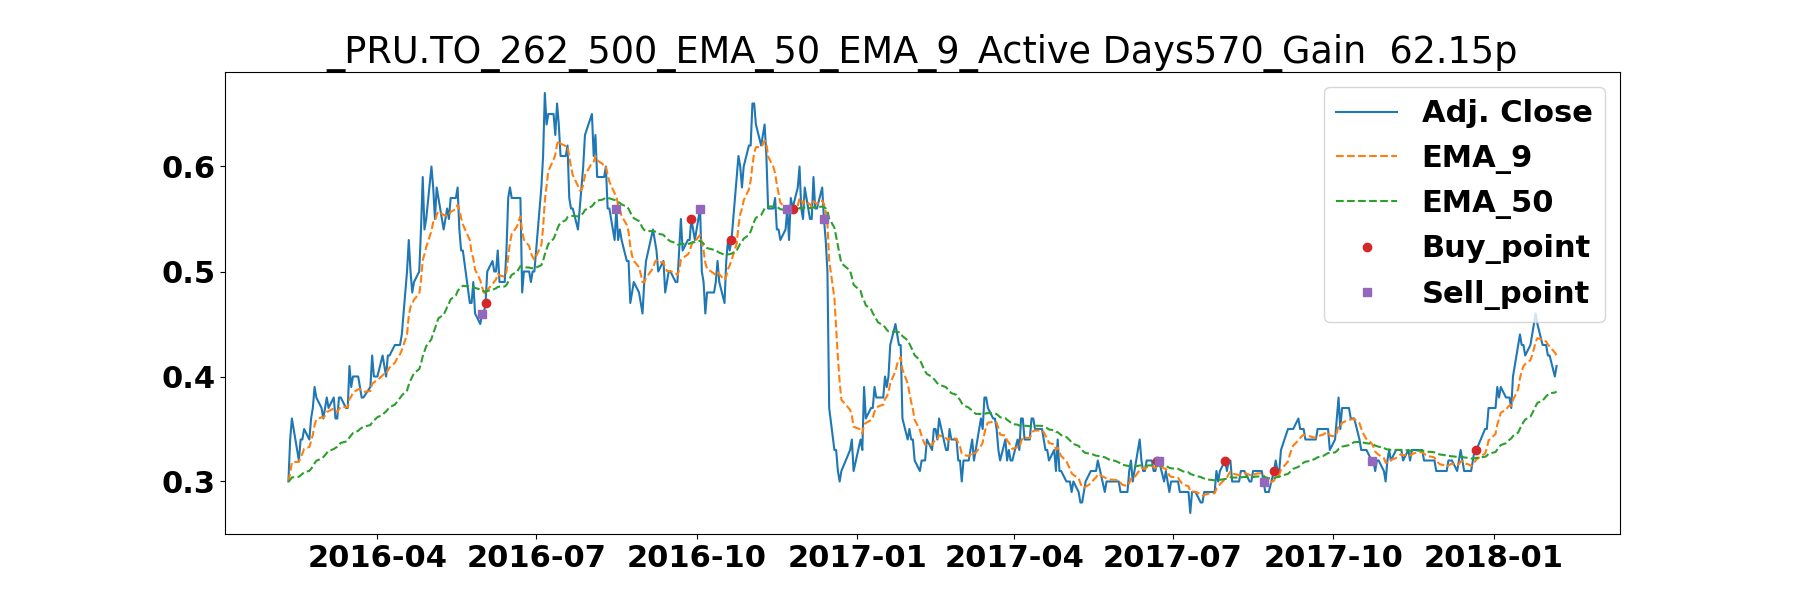 _PRU.TO_262_500_EMA_50_EMA_9_Active Days570_Gain  62.15p
Adj. Close
EMA_9
EMA_50
Buy_point
Sell_point
0.6
0.5
0.4
0.3
2016-04
2016-07
2016-10
2017-01
2017-04
2017-07
2017-10
2018-01